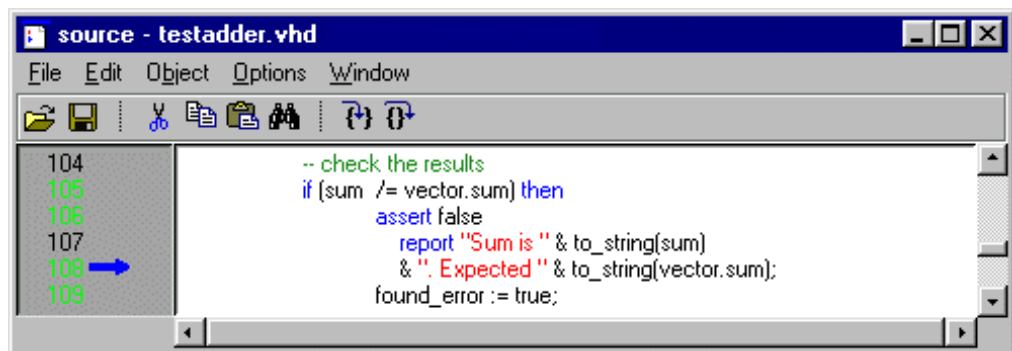 source - testadder.vhd
File Edit Object Options Window
104 -- check the results
105 if (sum /= vector.sum) then
106 assert false
107 report "Sum is " & to_string(sum)
108 & ". Expected " & to_string(vector.sum);
109 found_error := true;